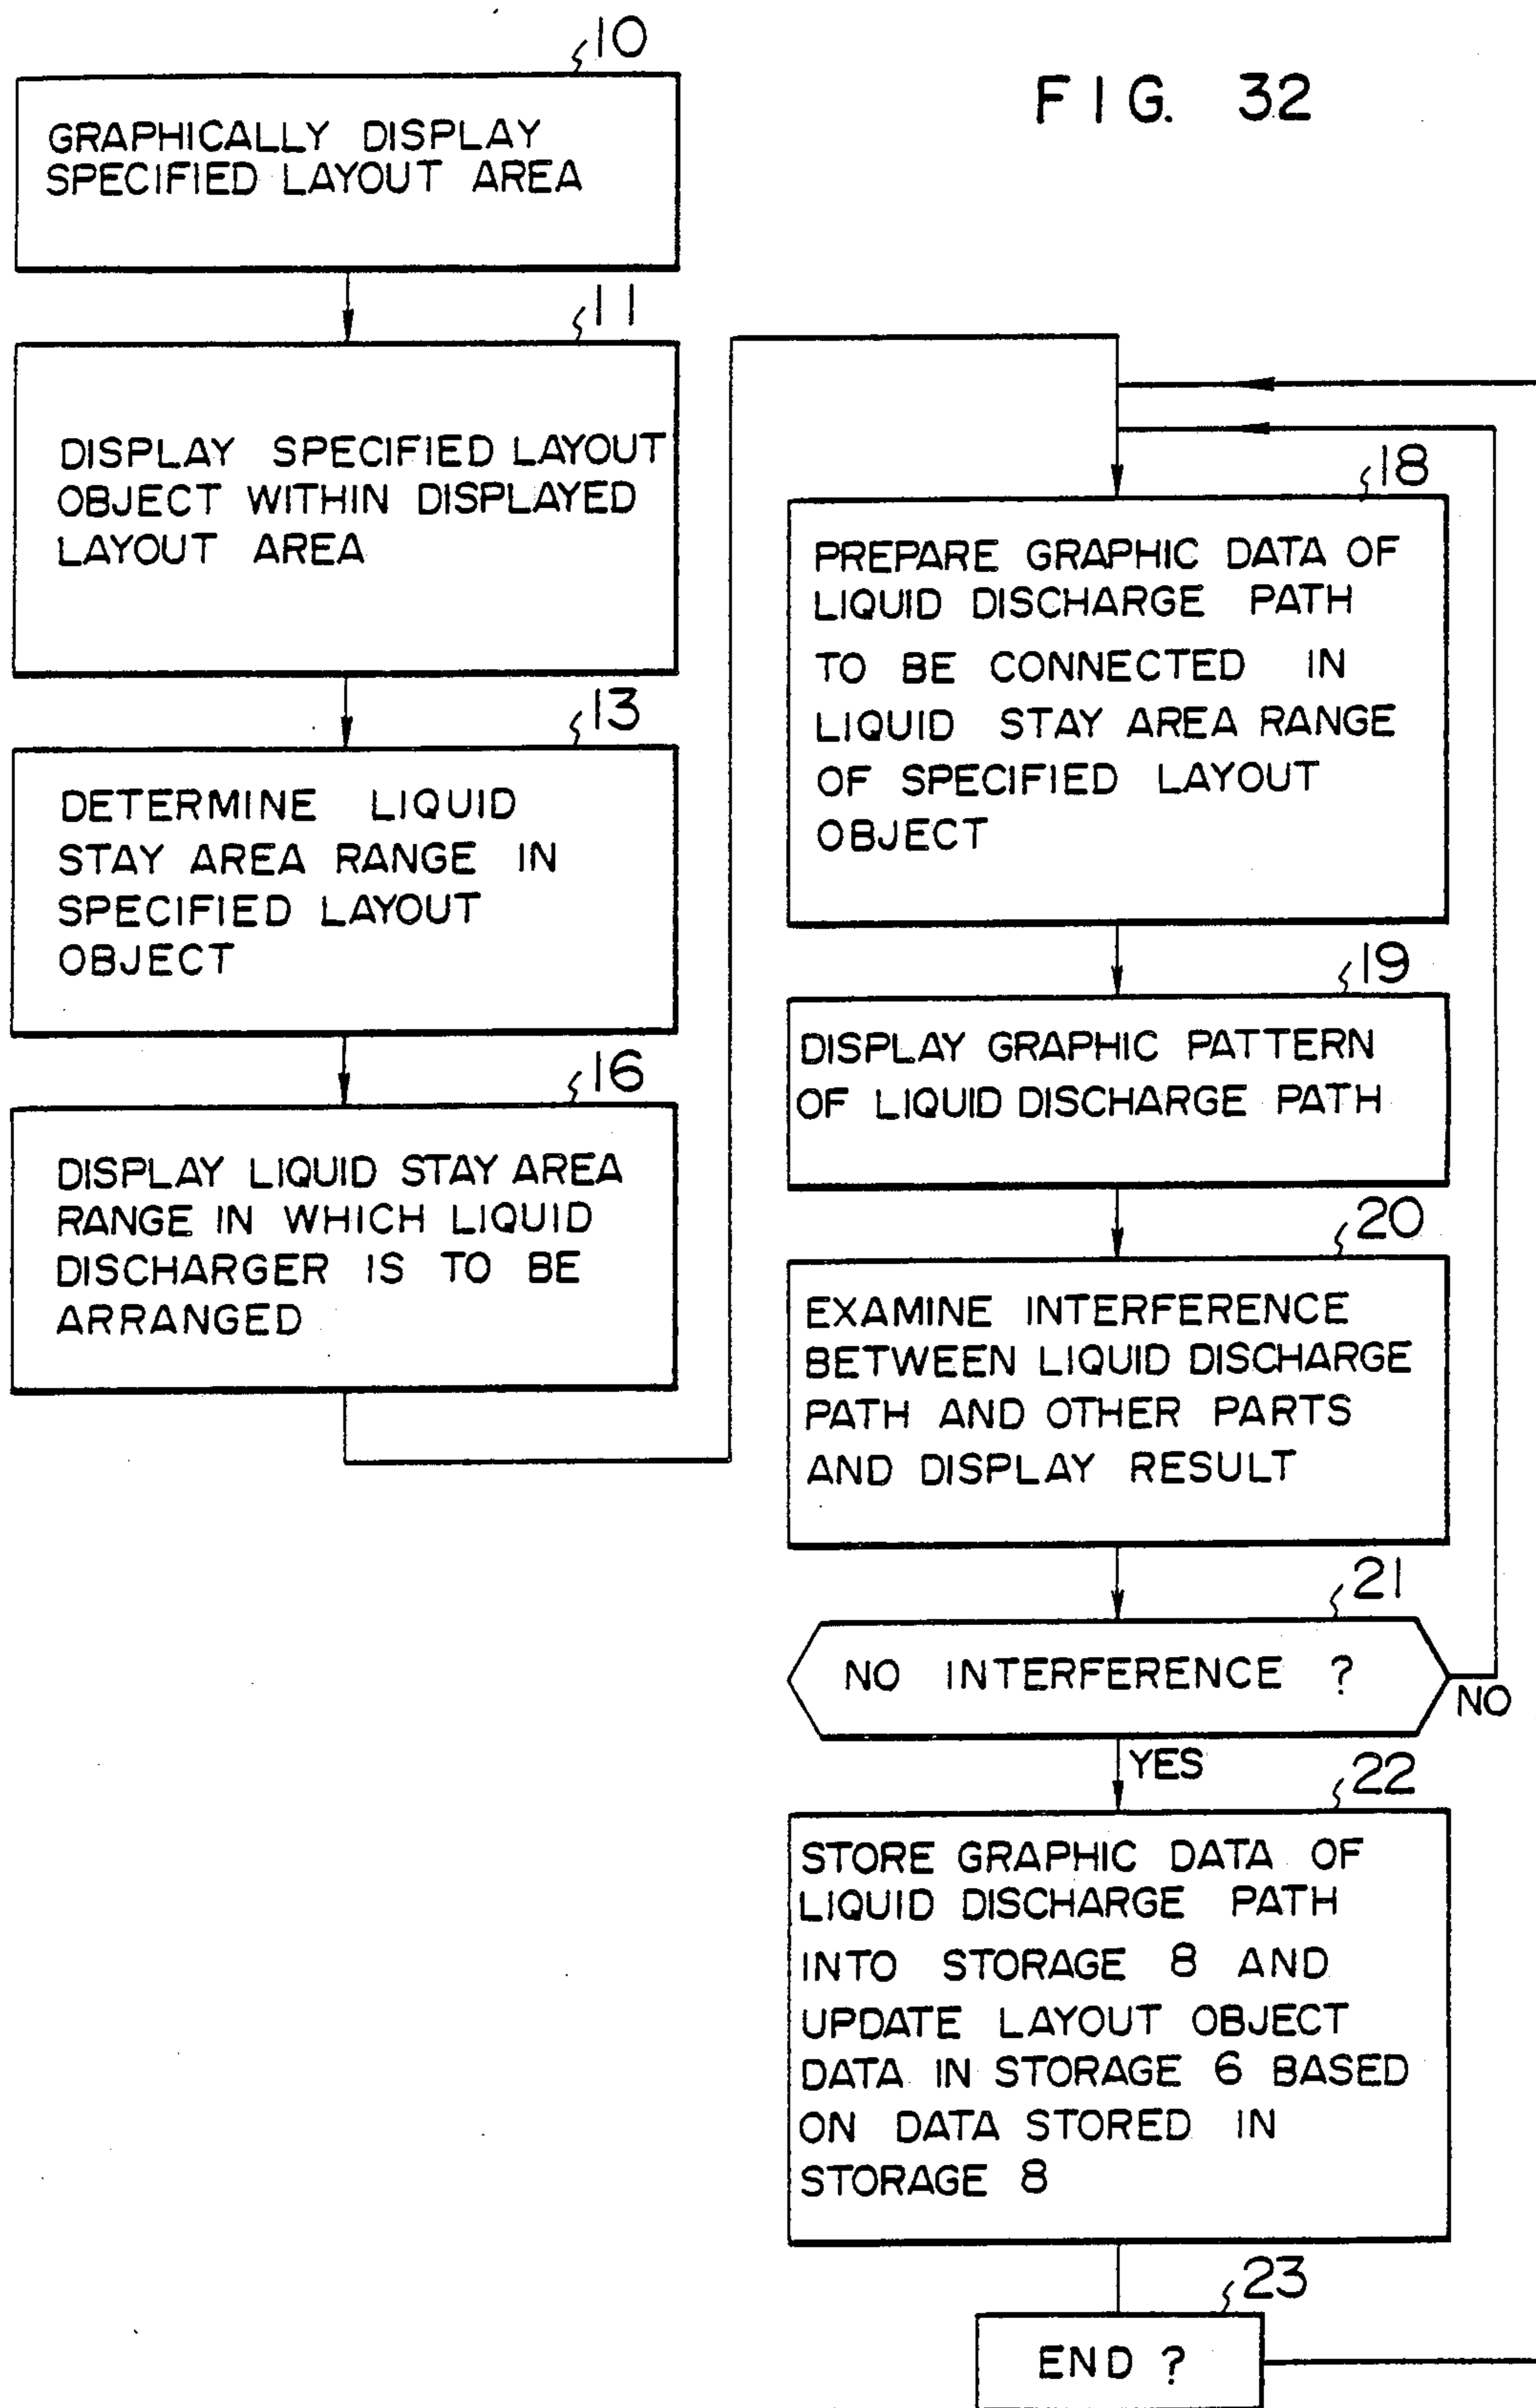 FIG. 32
10
GRAPHICALLY DISPLAY
SPECIFIED LAYOUT AREA
11
DISPLAY SPECIFIED LAYOUT
OBJECT WITHIN DISPLAYED
LAYOUT AREA
13
DETERMINE LIQUID
STAY AREA RANGE IN
SPECIFIED LAYOUT
OBJECT
16
DISPLAY LIQUID STAY AREA
RANGE IN WHICH LIQUID
DISCHARGER IS TO BE
ARRANGED
18
PREPARE GRAPHIC DATA OF
LIQUID DISCHARGE PATH
TO BE CONNECTED IN
LIQUID STAY AREA RANGE
OF SPECIFIED LAYOUT
OBJECT
19
DISPLAY GRAPHIC PATTERN
OF LIQUID DISCHARGE PATH
20
EXAMINE INTERFERENCE
BETWEEN LIQUID DISCHARGE
PATH AND OTHER PARTS
AND DISPLAY RESULT
21
NO INTERFERENCE ?
NO
YES
22
STORE GRAPHIC DATA OF
LIQUID DISCHARGE PATH
INTO STORAGE 8 AND
UPDATE LAYOUT OBJECT
DATA IN STORAGE 6 BASED
ON DATA STORED IN
STORAGE 8
23
END ?